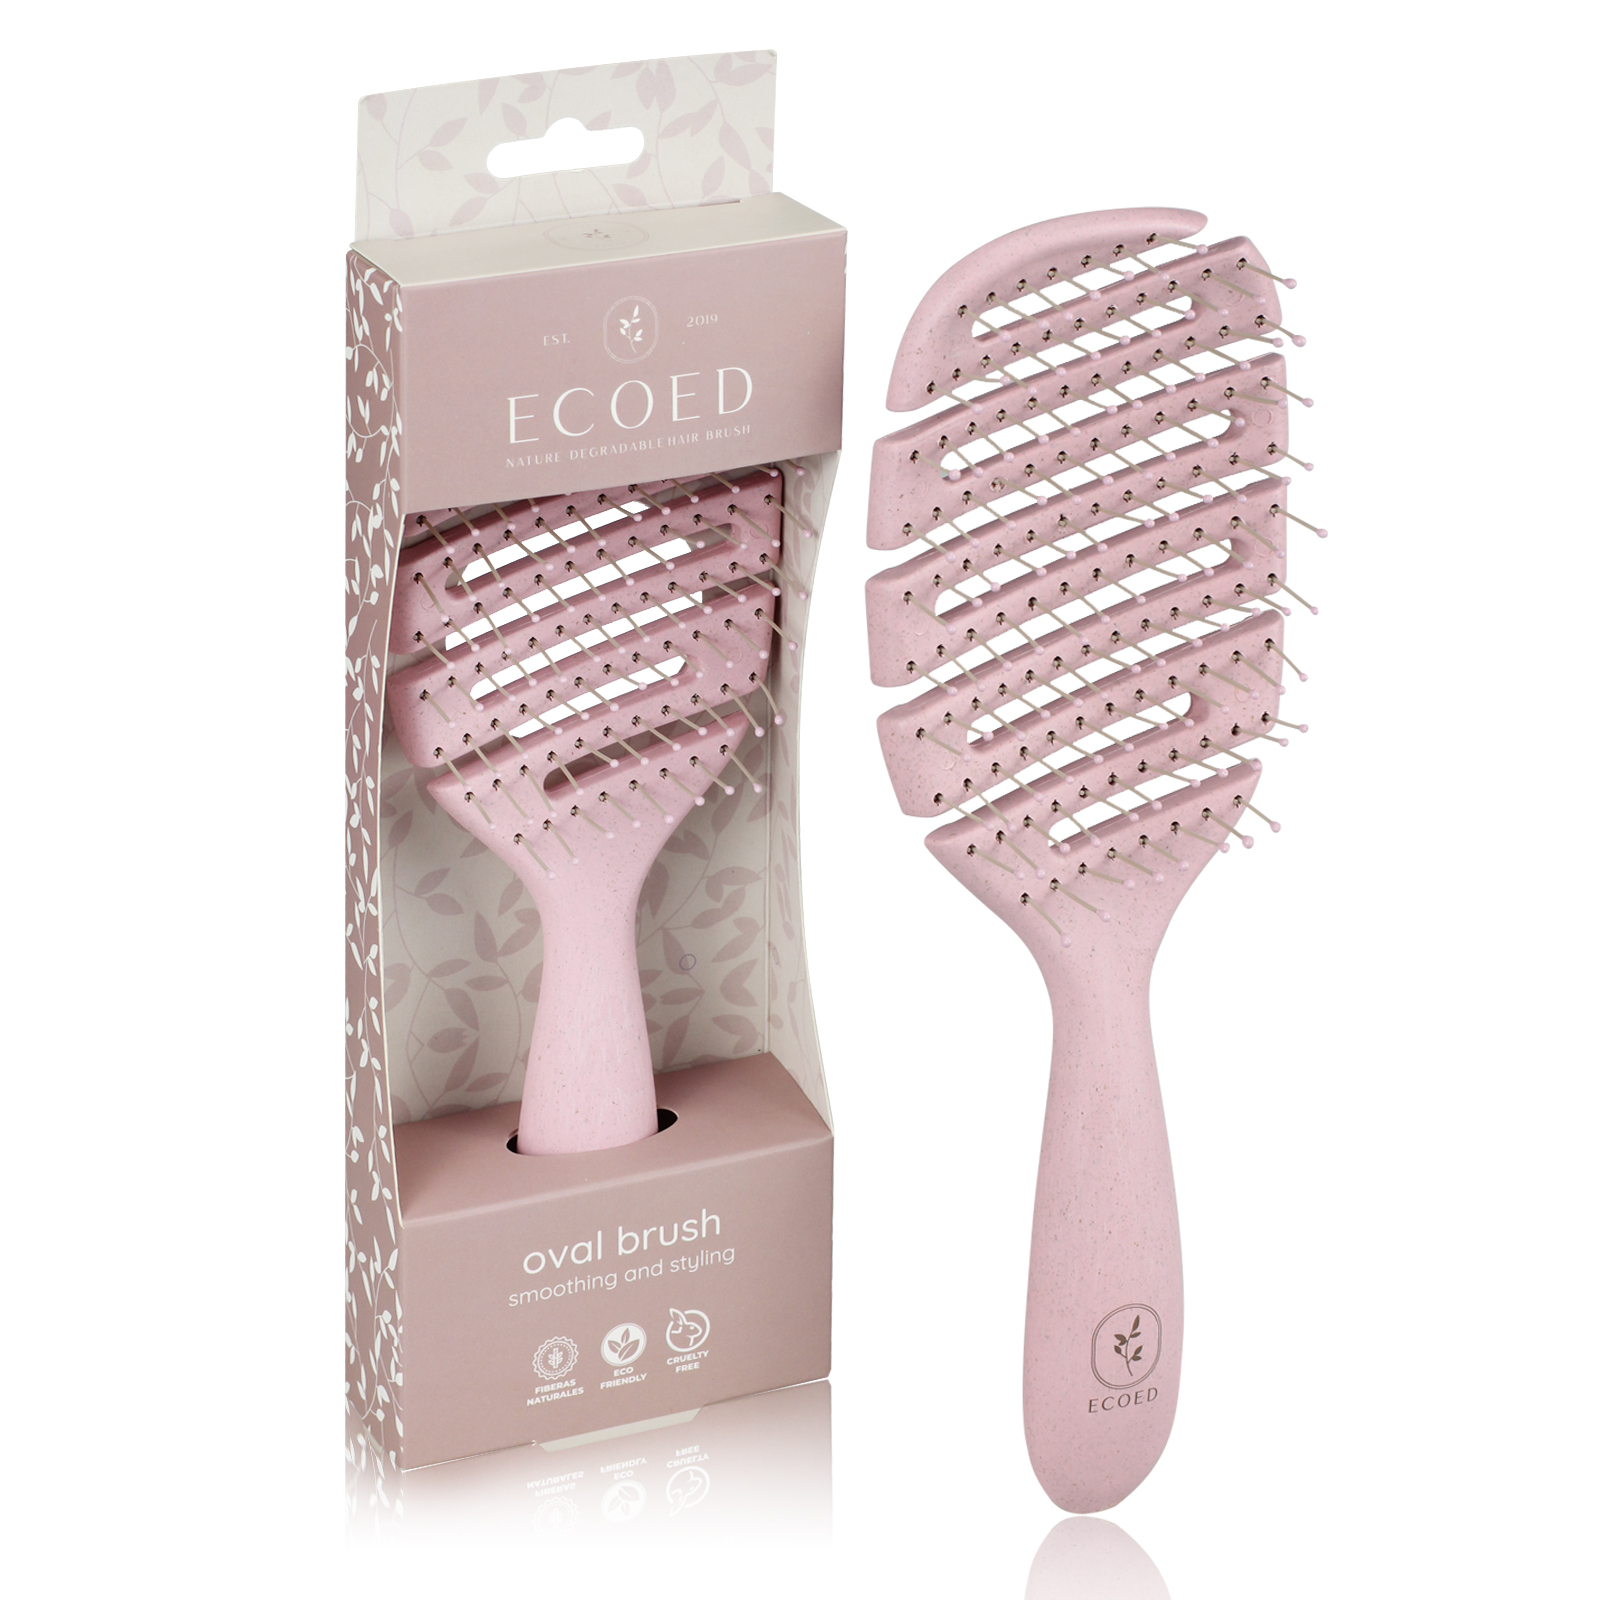 EST. 2019
ECOED
NATURE DEGRADABLE HAIR BRUSH
oval brush
smoothing and styling
FIBERAS
NATURALES
ECO
FRIENDLY
CRUELTY
FREE
ECOED